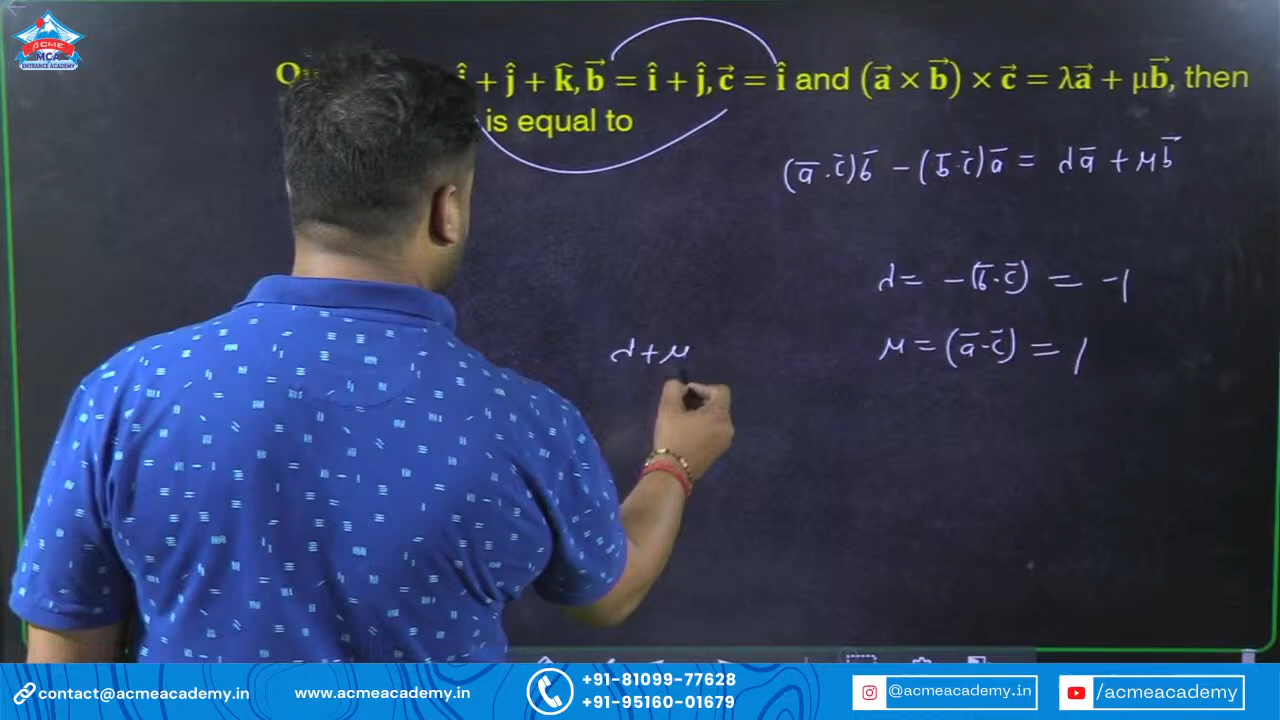 ACME
MCA
ENTRANCE ACADEMY
î + ĵ + k̂, b⃗ = î + ĵ, c⃗ = î and (a⃗ × b⃗) × c⃗ = λa⃗ + μb⃗, then
is equal to
(a̅ . c̅)b̅ − (b̅ . c̅)a̅ = λa̅ + μb⃗
λ = −(b̅ . c̅) = −1
μ = (a̅ . c̅) = 1
λ + μ
contact@acmeacademy.in
www.acmeacademy.in
+91-81099-77628
+91-95160-01679
@acmeacademy.in
/acmeacademy